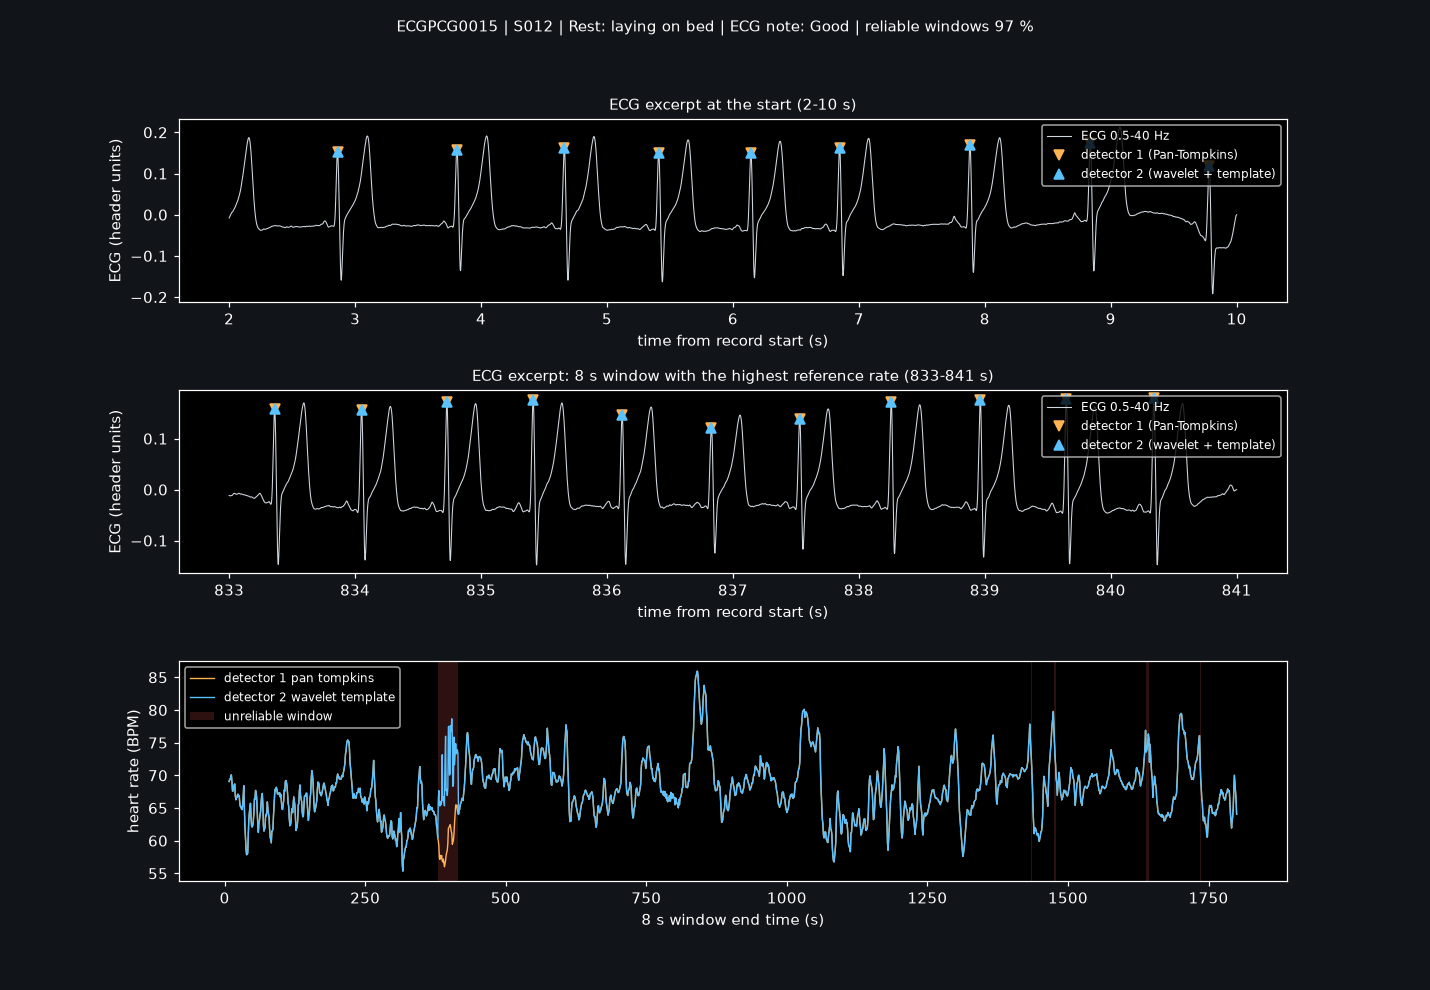 ECGPCG0015 | S012 | Rest: laying on bed | ECG note: Good | reliable windows 97 %
ECG excerpt at the start (2-10 s)
ECG (header units)
0.2
0.1
0.0
−0.1
−0.2
ECG 0.5-40 Hz
detector 1 (Pan-Tompkins)
detector 2 (wavelet + template)
2 3 4 5 6 7 8 9 10
time from record start (s)
ECG excerpt: 8 s window with the highest reference rate (833-841 s)
ECG (header units)
0.1
0.0
−0.1
ECG 0.5-40 Hz
detector 1 (Pan-Tompkins)
detector 2 (wavelet + template)
833 834 835 836 837 838 839 840 841
time from record start (s)
heart rate (BPM)
85
80
75
70
65
60
55
detector 1 pan tompkins
detector 2 wavelet template
unreliable window
0 250 500 750 1000 1250 1500 1750
8 s window end time (s)